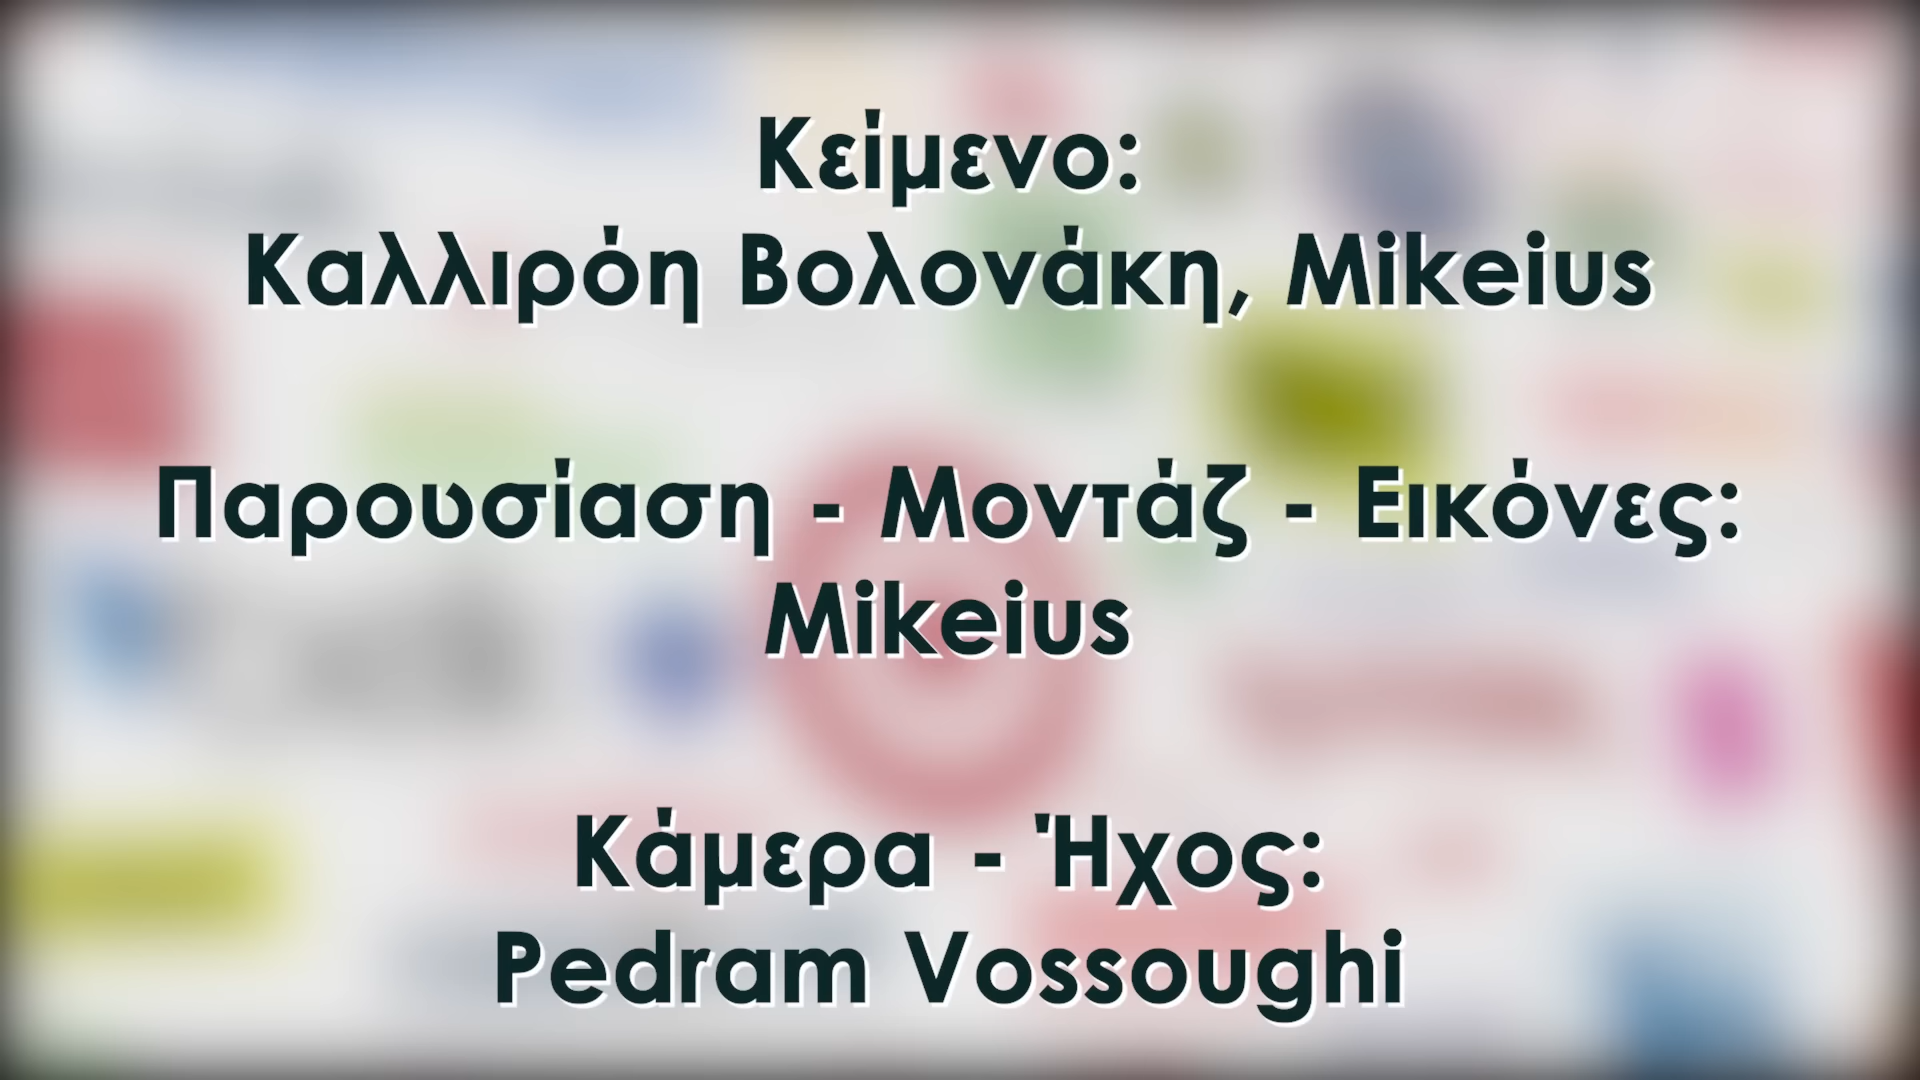 Κείμενο:
Καλλιρόη Βολονάκη, Mikeius
Παρουσίαση - Μοντάζ - Εικόνες:
Mikeius
Κάμερα - Ήχος:
Pedram Vossoughi